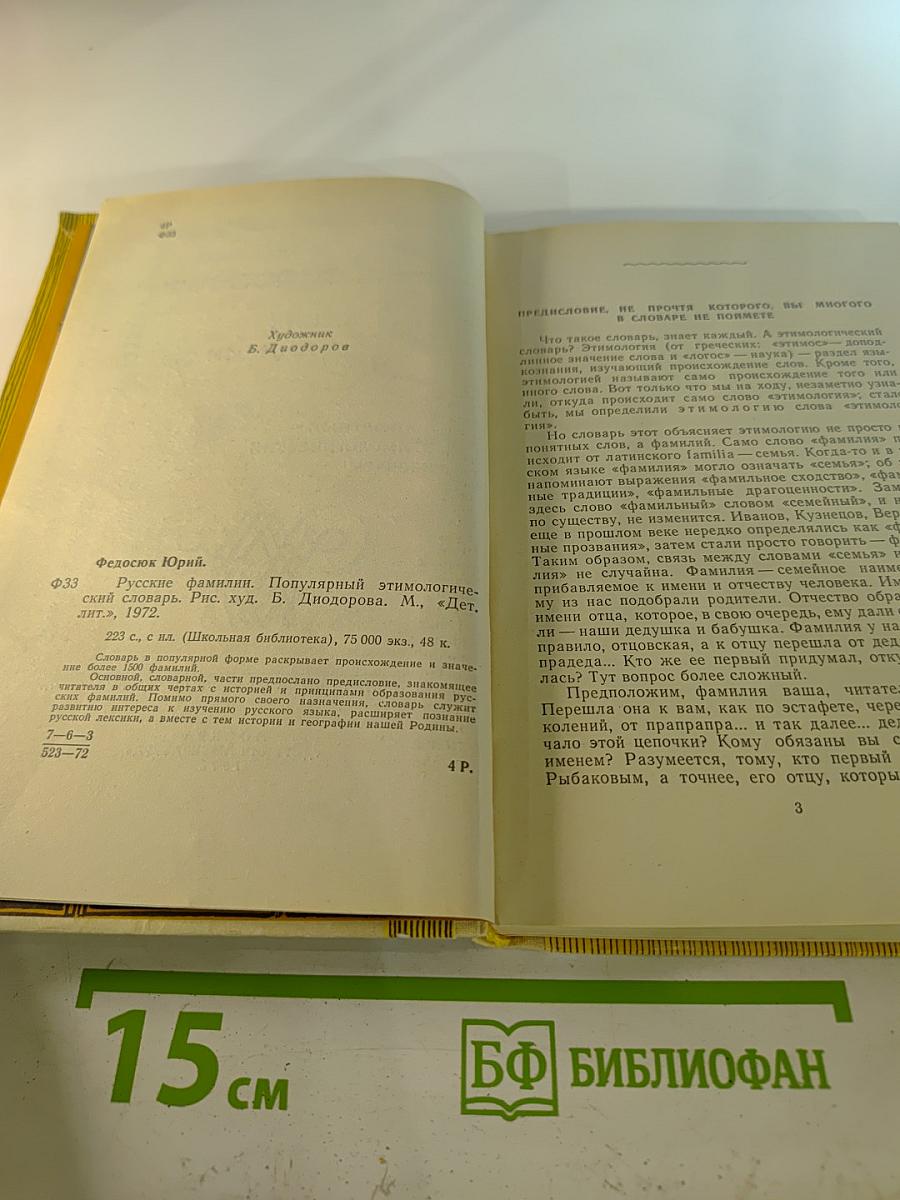 4Р
Ф33
Художник
Б. Диодоров
Федосюк Юрий.
Ф33 Русские фамилии. Популярный этимологиче-
ский словарь. Рис. худ. Б. Диодорова. М., «Дет.
лит.», 1972.
223 с., с ил. (Школьная библиотека), 75 000 экз., 48 к.
Словарь в популярной форме раскрывает происхождение и значе-
ние более 1500 фамилий.
Основной, словарной, части предпослано предисловие, знакомящее
читателя в общих чертах с историей и принципами образования рус-
ских фамилий. Помимо прямого своего назначения, словарь служит
развитию интереса к изучению русского языка, расширяет познание
русской лексики, а вместе с тем истории и географии нашей Родины.
7—6—3
523—72
4 Р.
ПРЕДИСЛОВИЕ, НЕ ПРОЧТЯ КОТОРОГО, ВЫ МНОГОГО
В СЛОВАРЕ НЕ ПОЙМЕТЕ
Что такое словарь, знает каждый. А этимологический
словарь? Этимология (от греческих: «этимос» — допод-
линное значение слова и «логос» — наука) — раздел язы-
кознания, изучающий происхождение слов. Кроме того,
этимологией называют само происхождение того или
иного слова. Вот только что мы на ходу, незаметно узна-
ли, откуда происходит само слово «этимология»; стало
быть, мы определили этимологию слова «этимоло-
гия».
Но словарь этот объясняет этимологию не просто
понятных слов, а фамилий. Само слово «фамилия» п
исходит от латинского familia — семья. Когда-то и в
ском языке «фамилия» могло означать «семья»; об
напоминают выражения «фамильное сходство», «фам
ные традиции», «фамильные драгоценности». Зам
здесь слово «фамильный» словом «семейный», и
по существу, не изменится. Иванов, Кузнецов, Вер
еще в прошлом веке нередко определялись как «ф
ные прозвания», затем стали просто говорить — ф
Таким образом, связь между словами «семья» и
лия» не случайна. Фамилия — семейное наиме
прибавляемое к имени и отчеству человека. Им
му из нас подобрали родители. Отчество обра
имени отца, которое, в свою очередь, ему дали
ли — наши дедушка и бабушка. Фамилия у на
правило, отцовская, а к отцу перешла от дед
прадеда... Кто же ее первый придумал, отку
лась? Тут вопрос более сложный.
Предположим, фамилия ваша, читател
Перешла она к вам, как по эстафете, чере
колений, от прапрапра... и так далее... дед
чало этой цепочки? Кому обязаны вы с
именем? Разумеется, тому, кто первый
Рыбаковым, а точнее, его отцу, которы
3
15 см
БФ БИБЛИОФАН